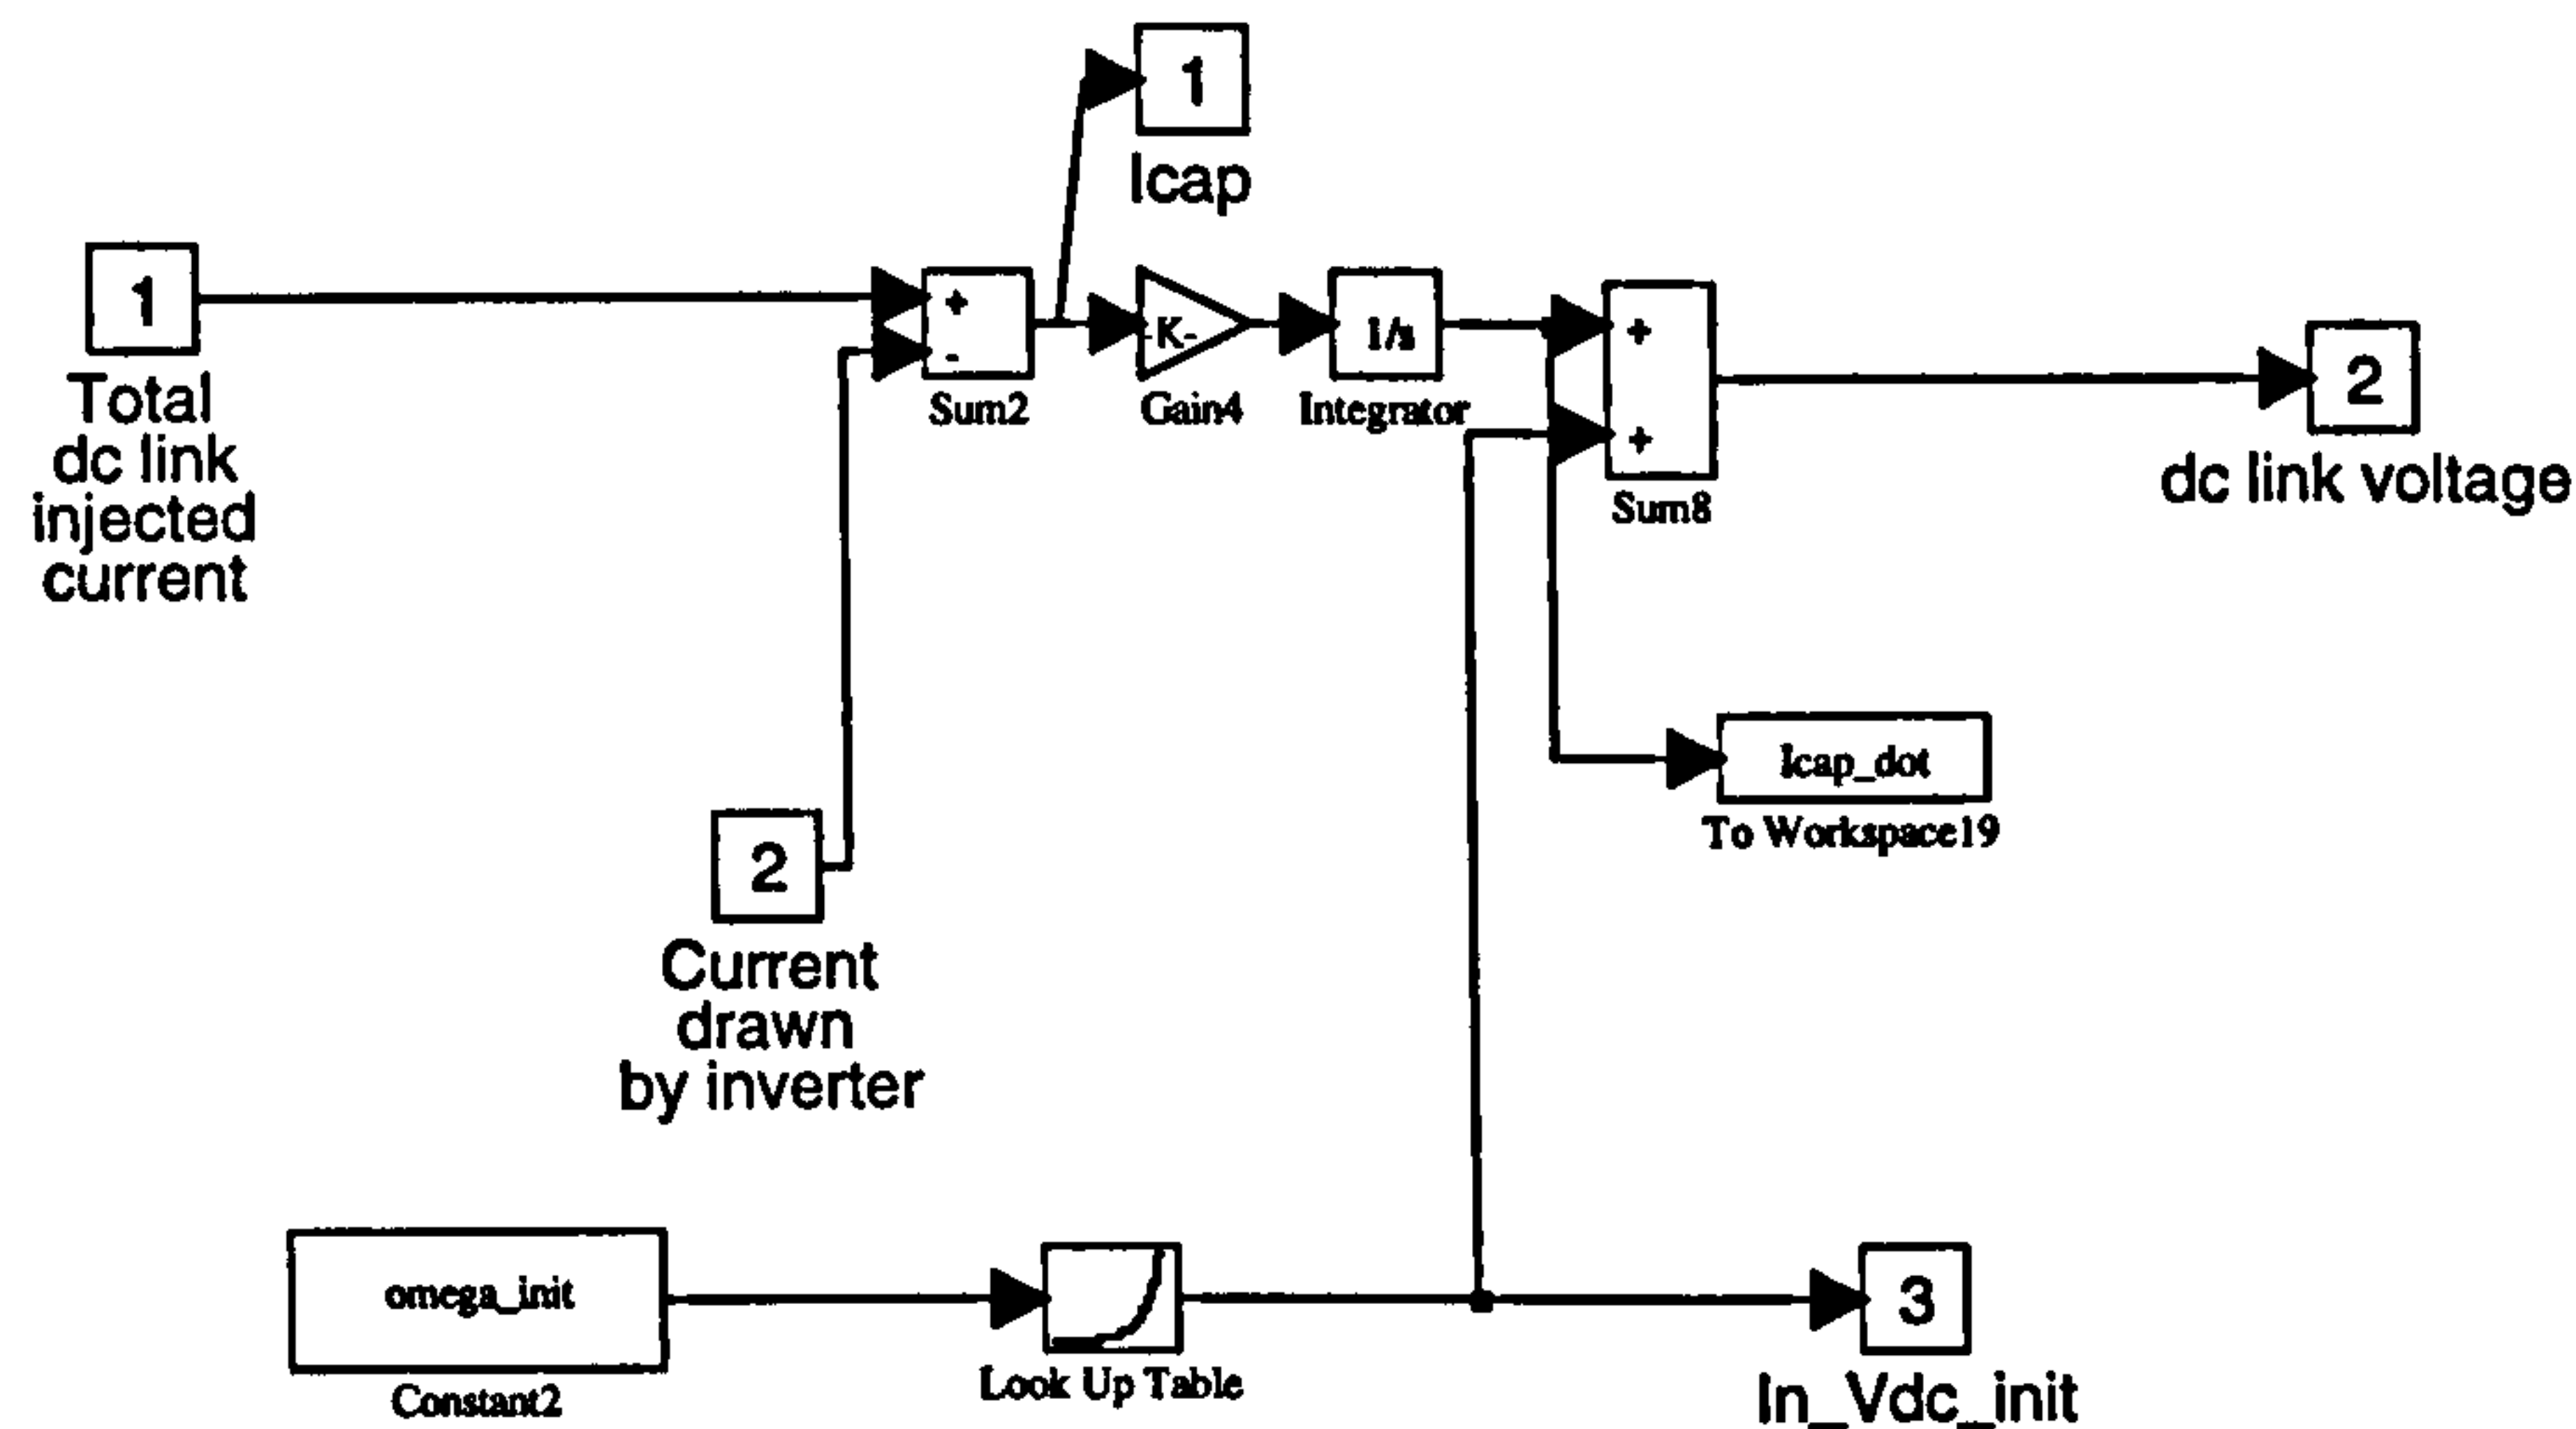 1
Icap
1
Total
dc link
injected
current
+
-
Sum2
-K-
Gain4
1/s
Integrator
+
+
Sum8
2
dc link voltage
Icap_dot
To Workspace19
2
Current
drawn
by inverter
omega_init
Constant2
Look Up Table
3
In_Vdc_init